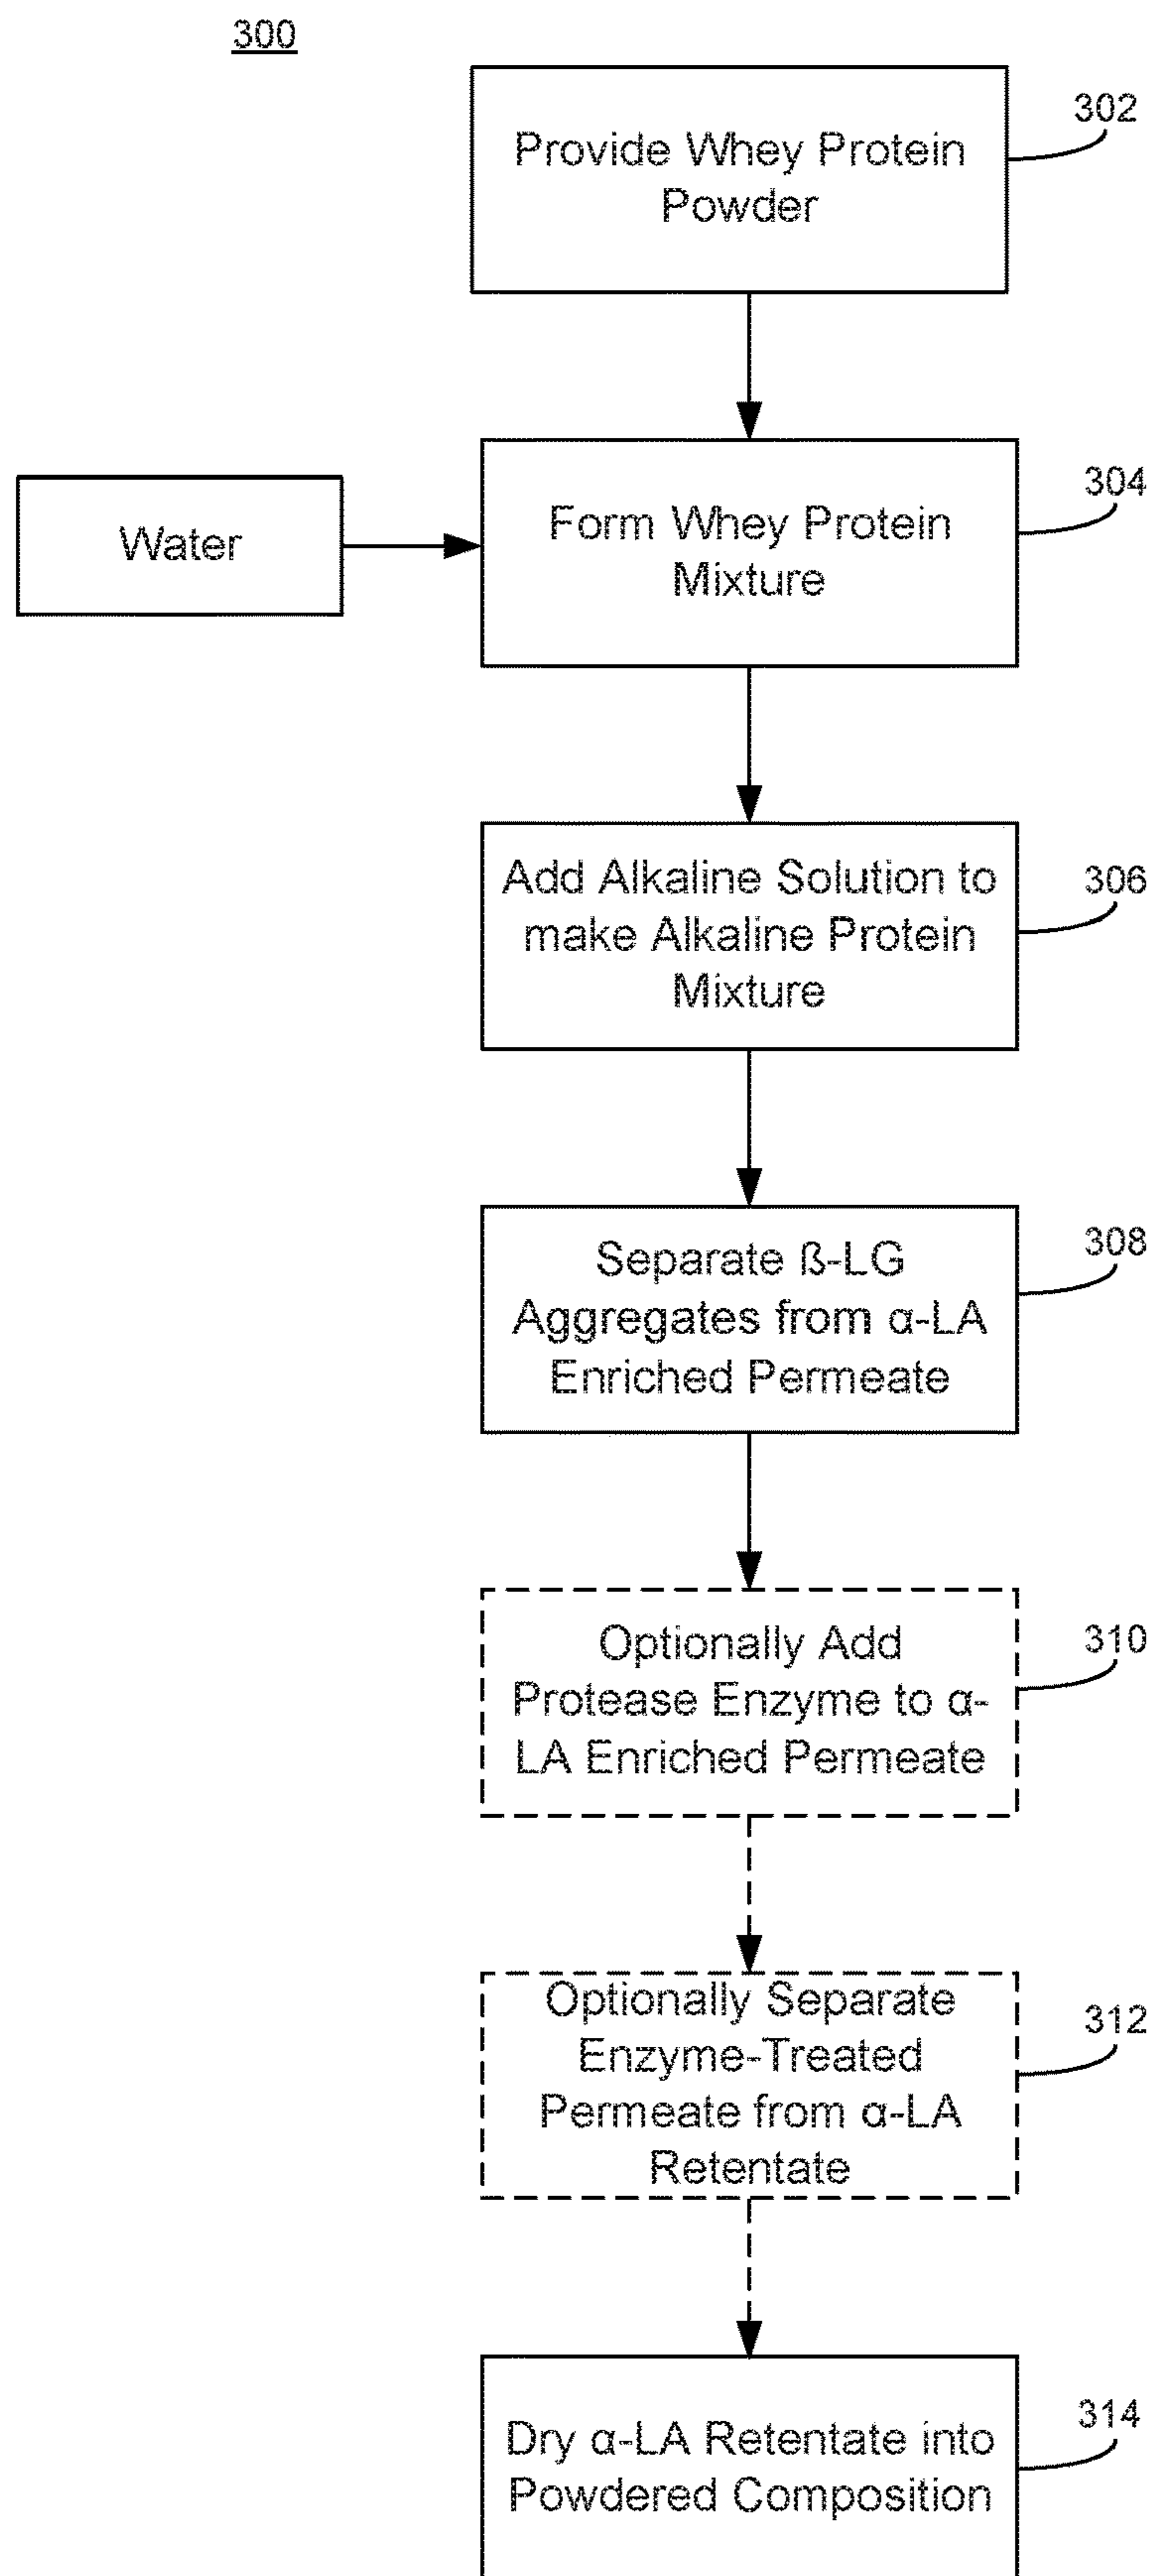 300
302
Provide Whey Protein
Powder
304
Water
Form Whey Protein
Mixture
306
Add Alkaline Solution to
make Alkaline Protein
Mixture
308
Separate ß-LG
Aggregates from α-LA
Enriched Permeate
310
Optionally Add
Protease Enzyme to α-
LA Enriched Permeate
312
Optionally Separate
Enzyme-Treated
Permeate from α-LA
Retentate
314
Dry α-LA Retentate into
Powdered Composition